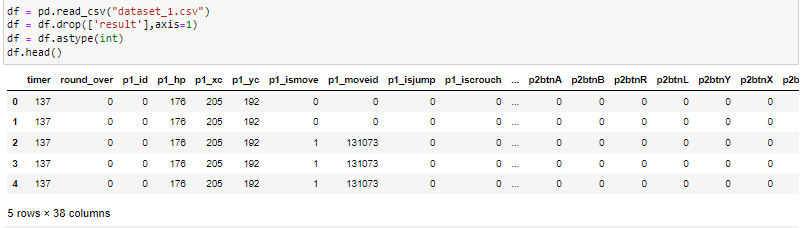 df = pd.read_csv("dataset_1.csv")
df = df.drop(['result'],axis=1)
df = df.astype(int)
df.head()
timer round_over p1_id p1_hp p1_xc p1_yc p1_ismove p1_moveid p1_isjump p1_iscrouch ... p2btnA p2btnB p2btnR p2btnL p2btnY p2btnX p2b
0 137 0 0 176 205 192 0 0 0 0 ... 0 0 0 0 0 0
1 137 0 0 176 205 192 0 0 0 0 ... 0 0 0 0 0 0
2 137 0 0 176 205 192 1 131073 0 0 ... 0 0 0 0 0 0
3 137 0 0 176 205 192 1 131073 0 0 ... 0 0 0 0 0 0
4 137 0 0 176 205 192 1 131073 0 0 ... 0 0 0 0 0 0
5 rows × 38 columns